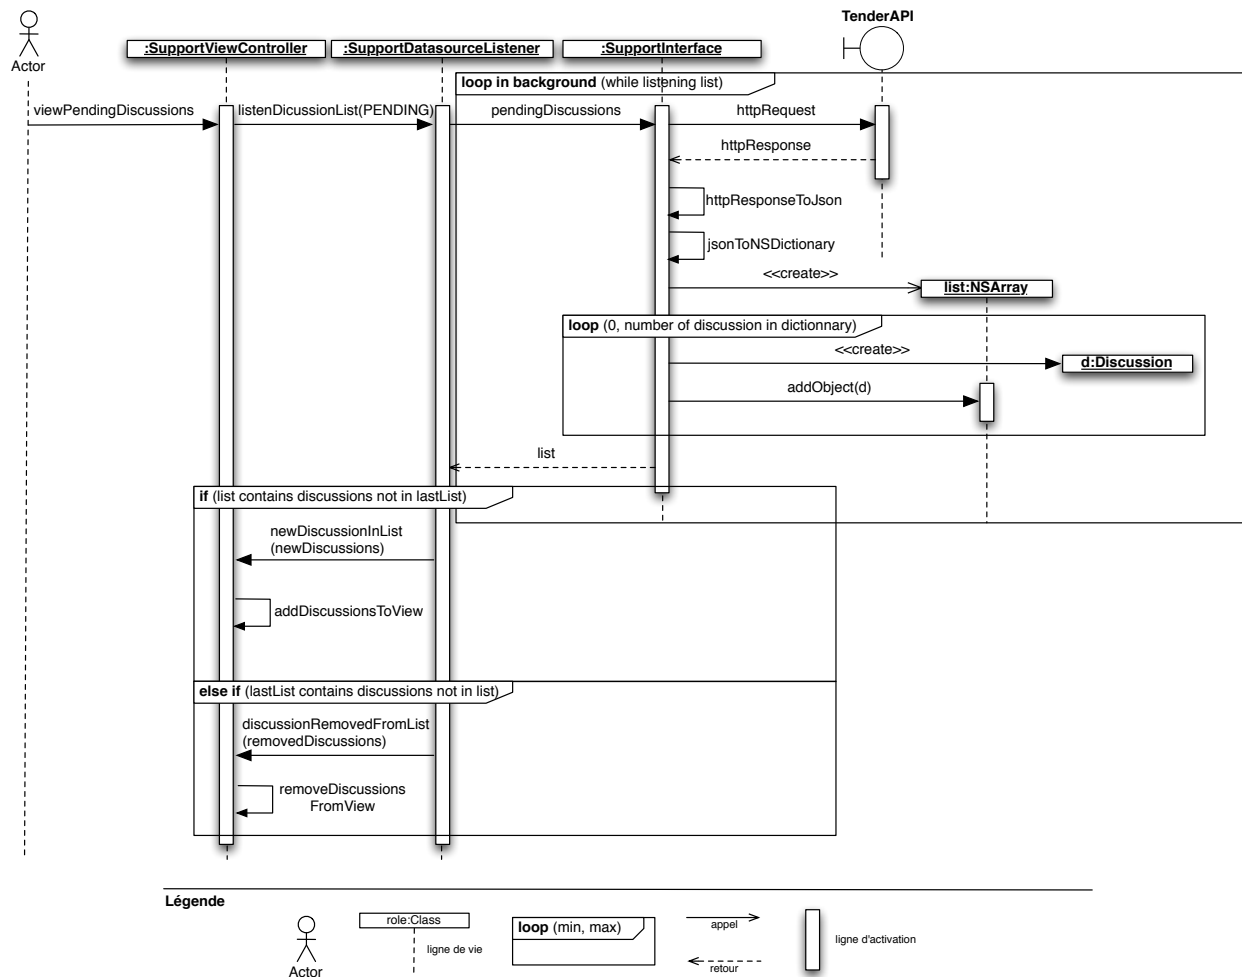 TenderAPI
Actor
:SupportViewController
:SupportDatasourceListener
:SupportInterface
loop in background (while listening list)
viewPendingDiscussions
listenDicussionList(PENDING)
pendingDiscussions
httpRequest
httpResponse
httpResponseToJson
jsonToNSDictionary
<<create>>
list:NSArray
loop (0, number of discussion in dictionnary)
<<create>>
d:Discussion
addObject(d)
list
if (list contains discussions not in lastList)
newDiscussionInList
(newDiscussions)
addDiscussionsToView
else if (lastList contains discussions not in list)
discussionRemovedFromList
(removedDiscussions)
removeDiscussions
FromView
Légende
Actor
role:Class
ligne de vie
loop (min, max)
appel
retour
ligne d'activation